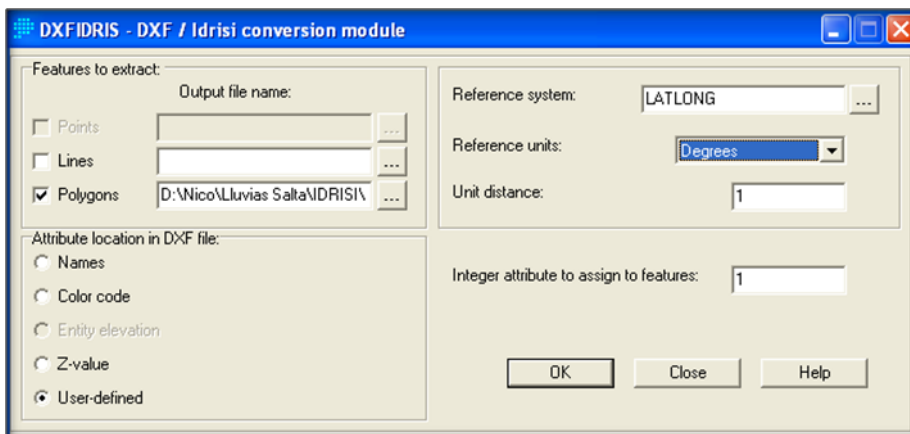 DXFIDRIS - DXF / Idrisi conversion module
Features to extract:
Output file name:
Points
...
Lines
...
Polygons
D:\Nico\Lluvias Salta\IDRISI\
...
Attribute location in DXF file:
Names
Color code
Entity elevation
Z-value
User-defined
Reference system:
LATLONG
...
Reference units:
Degrees
Unit distance:
1
Integer attribute to assign to features:
1
OK
Close
Help